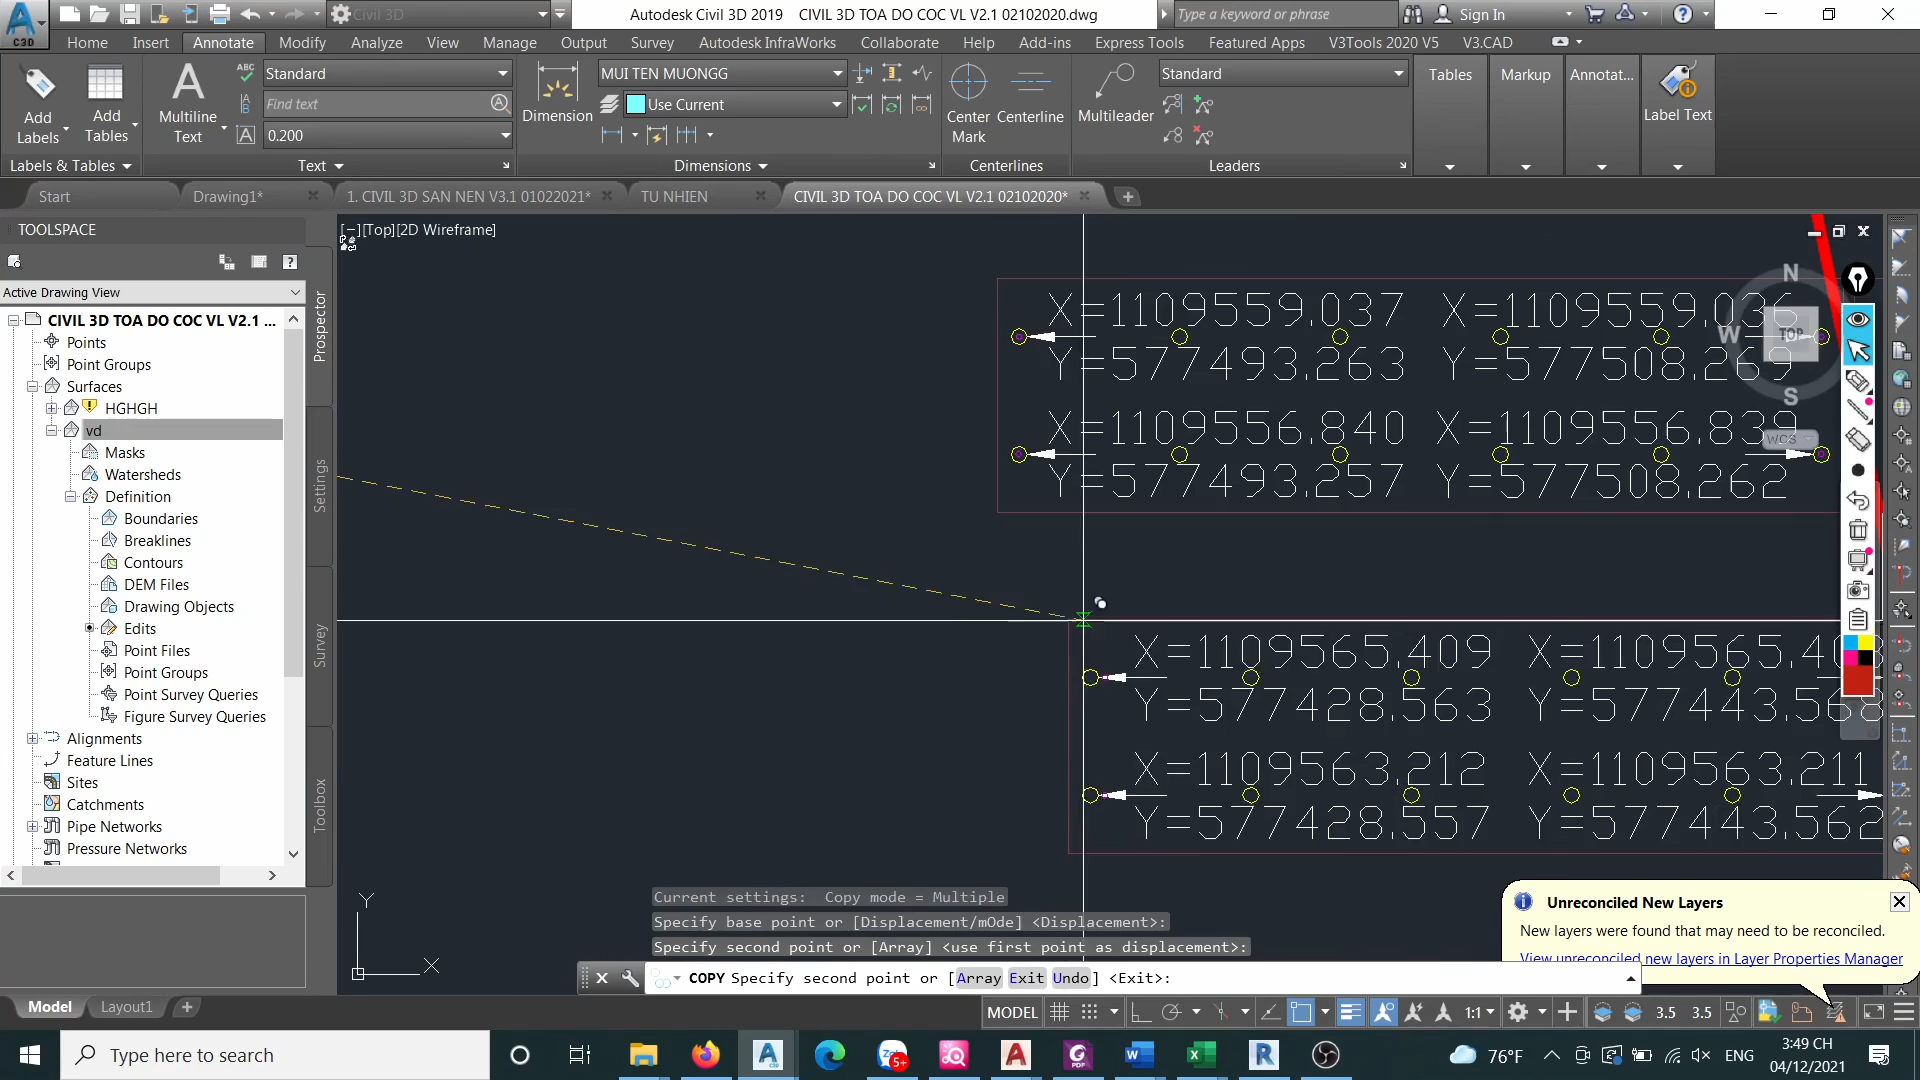 Civil 3D
Autodesk Civil 3D 2019 CIVIL 3D TOA DO COC VL V2.1 02102020.dwg
Type a keyword or phrase
Sign In
C3D
Home Insert Annotate Modify Analyze View Manage Output Survey Autodesk InfraWorks Collaborate Help Add-ins Express Tools Featured Apps V3Tools 2020 V5 V3.CAD
Add Labels
Add Tables
Multiline Text
ABC
Standard
Find text
0.200
Dimension
MUI TEN MUONGG
Use Current
Center Mark
Centerline
Multileader
Standard
Tables
Markup
Annotat...
Label Text
Labels & Tables
Text
Dimensions
Centerlines
Leaders
Start
Drawing1*
1. CIVIL 3D SAN NEN V3.1 01022021*
TU NHIEN
CIVIL 3D TOA DO COC VL V2.1 02102020*
TOOLSPACE
Active Drawing View
CIVIL 3D TOA DO COC VL V2.1 ...
Points
Point Groups
Surfaces
HGHGH
vd
Masks
Watersheds
Definition
Boundaries
Breaklines
Contours
DEM Files
Drawing Objects
Edits
Point Files
Point Groups
Point Survey Queries
Figure Survey Queries
Alignments
Feature Lines
Sites
Catchments
Pipe Networks
Pressure Networks
Prospector
Settings
Survey
Toolbox
[−][Top][2D Wireframe]
X=1109559.037 X=1109559.036
Y=577493.263 Y=577508.269
X=1109556.840 X=1109556.839
Y=577493.257 Y=577508.262
X=1109565.409 X=1109565.408
Y=577428.563 Y=577443.568
X=1109563.212 X=1109563.211
Y=577428.557 Y=577443.562
N
W
TOP
S
WCS
Y
X
Current settings: Copy mode = Multiple
Specify base point or [Displacement/mOde] <Displacement>:
Specify second point or [Array] <use first point as displacement>:
COPY Specify second point or [Array Exit Undo] <Exit>:
Unreconciled New Layers
New layers were found that may need to be reconciled.
View unreconciled new layers in Layer Properties Manager
Model
Layout1
MODEL
1:1
3.5
3.5
Type here to search
5+
76°F
ENG
3:49 CH
04/12/2021